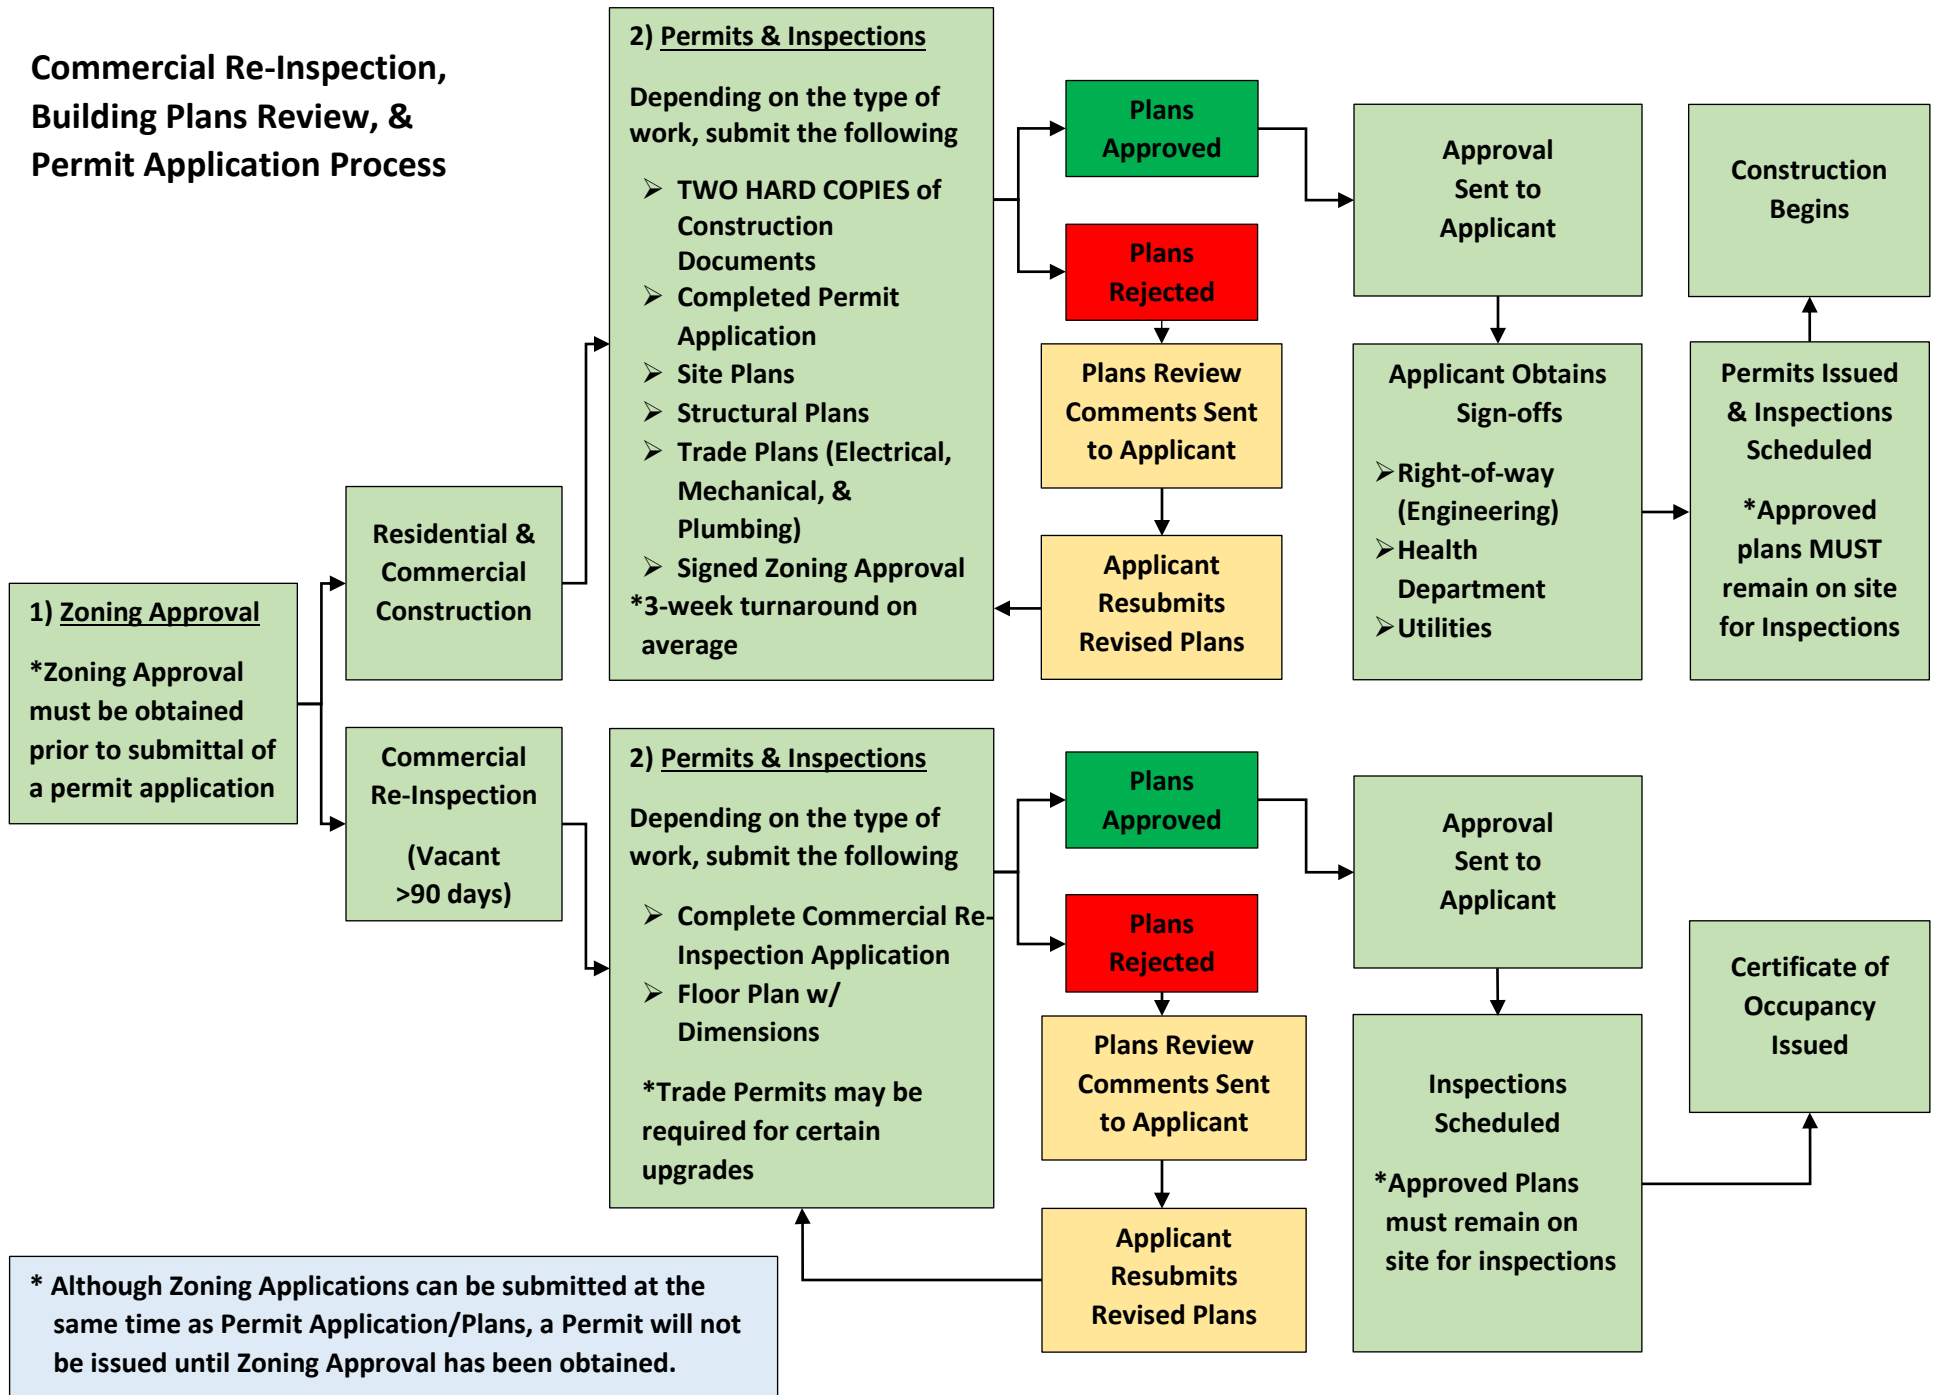 Commercial Re-Inspection,
Building Plans Review, &
Permit Application Process
1) Zoning Approval
*Zoning Approval
must be obtained
prior to submittal of
a permit application
Residential &
Commercial
Construction
Commercial
Re-Inspection
(Vacant
>90 days)
2) Permits & Inspections
Depending on the type of
work, submit the following
➢ TWO HARD COPIES of
Construction
Documents
➢ Completed Permit
Application
➢ Site Plans
➢ Structural Plans
➢ Trade Plans (Electrical,
Mechanical, &
Plumbing)
➢ Signed Zoning Approval
*3-week turnaround on
average
Plans
Approved
Plans
Rejected
Plans Review
Comments Sent
to Applicant
Applicant
Resubmits
Revised Plans
Approval
Sent to
Applicant
Applicant Obtains
Sign-offs
➢Right-of-way
(Engineering)
➢Health
Department
➢Utilities
Permits Issued
& Inspections
Scheduled
*Approved
plans MUST
remain on site
for Inspections
Construction
Begins
2) Permits & Inspections
Depending on the type of
work, submit the following
➢ Complete Commercial Re-
Inspection Application
➢ Floor Plan w/
Dimensions
*Trade Permits may be
required for certain
upgrades
Plans
Approved
Plans
Rejected
Plans Review
Comments Sent
to Applicant
Applicant
Resubmits
Revised Plans
Approval
Sent to
Applicant
Inspections
Scheduled
*Approved Plans
must remain on
site for inspections
Certificate of
Occupancy
Issued
* Although Zoning Applications can be submitted at the
same time as Permit Application/Plans, a Permit will not
be issued until Zoning Approval has been obtained.